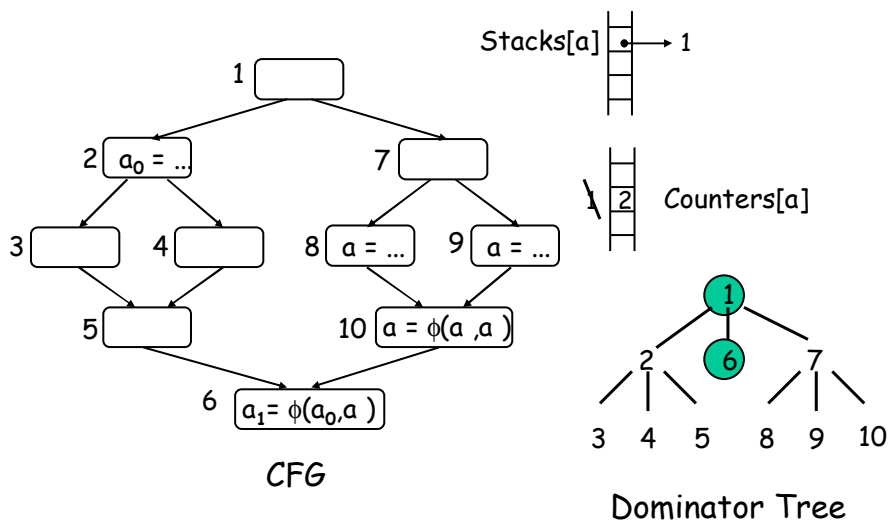 Stacks[a]
1
1
2 a₀ = ...
7
1 2 Counters[a]
3
4
8 a = ...
9 a = ...
5
10 a = ϕ(a ,a )
6 a₁= ϕ(a₀,a )
CFG
1
2 6 7
3 4 5 8 9 10
Dominator Tree